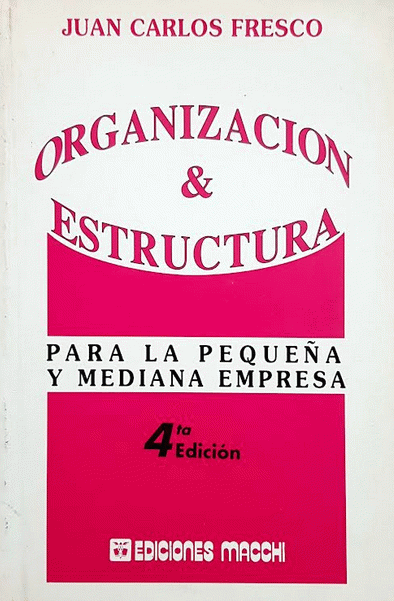 JUAN CARLOS FRESCO
ORGANIZACION
&
ESTRUCTURA
PARA LA PEQUEÑA
Y MEDIANA EMPRESA
4ta
Edición
EDICIONES MACCHI